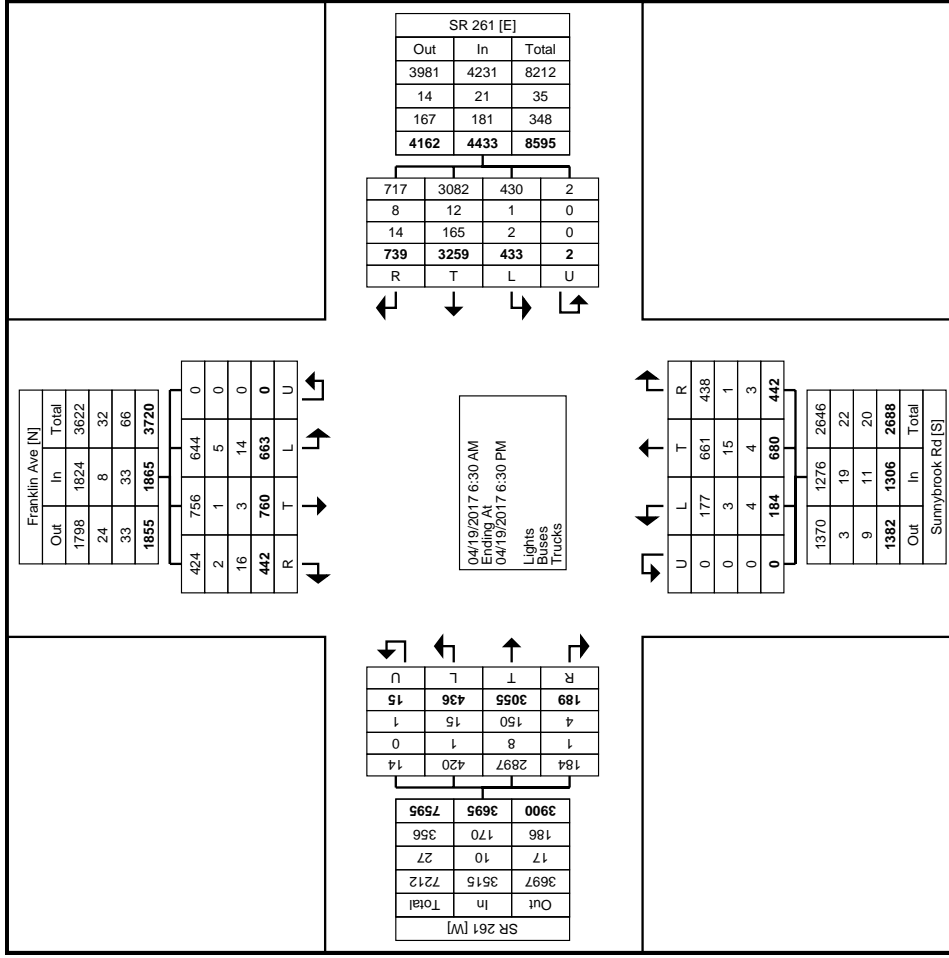 SR 261 [E]
Out In Total
3981 4231 8212
14 21 35
167 181 348
4162 4433 8595
717 3082 430 2
8 12 1 0
14 165 2 0
739 3259 433 2
R T L U
Franklin Ave [N]
Out In Total
1798 1824 3622
24 8 32
33 33 66
1855 1865 3720
424 756 644 0
2 1 5 0
16 3 14 0
442 760 663 0
R T L U
04/19/2017 6:30 AM
Ending At
04/19/2017 6:30 PM
Lights
Buses
Trucks
U L T R
0 177 661 438
0 3 15 1
0 4 4 3
0 184 680 442
1370 1276 2646
3 19 22
9 11 20
1382 1306 2688
Out In Total
Sunnybrook Rd [S]
SR 261 [W]
Out In Total
3697 3515 7212
17 10 27
186 170 356
3900 3695 7595
184 2897 420 14
1 8 1 0
4 150 15 1
189 3055 436 15
R T L U